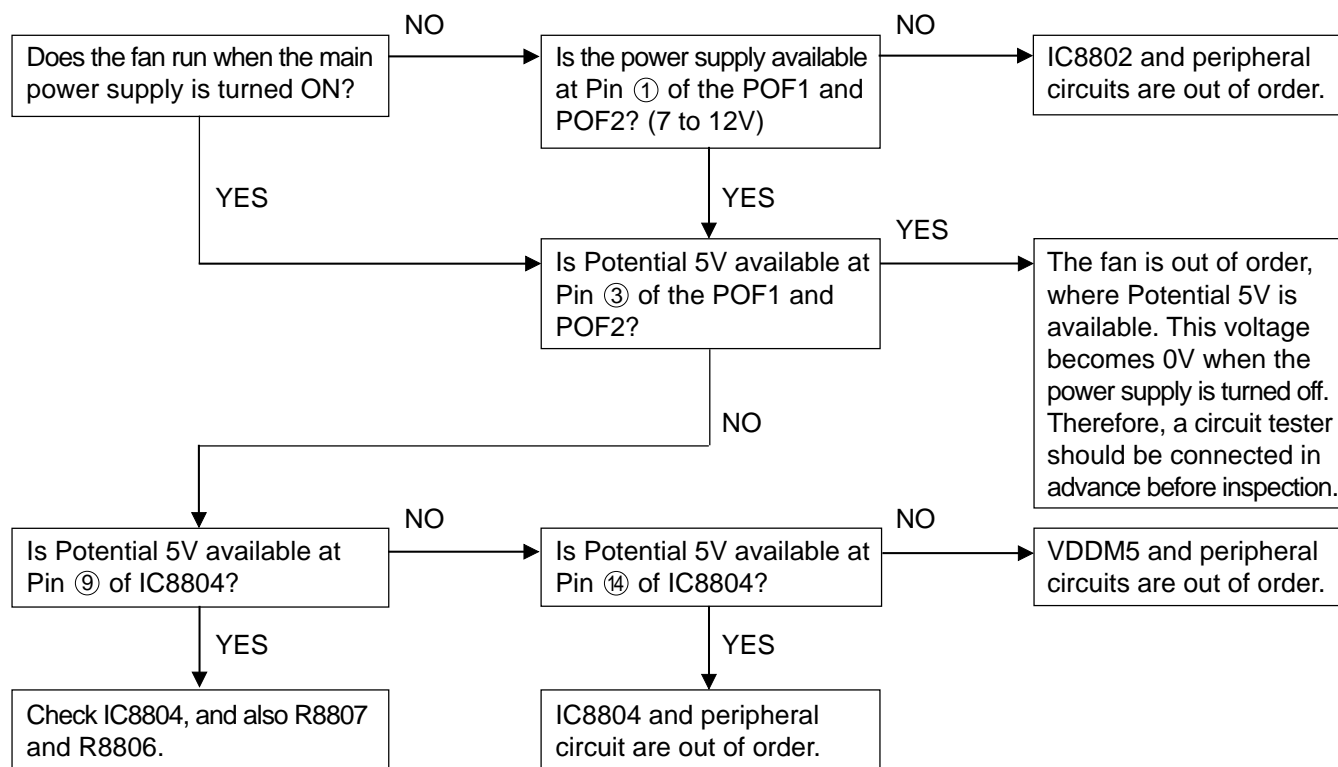 NO
NO
Does the fan run when the main
power supply is turned ON?
Is the power supply available
at Pin ① of the POF1 and
POF2? (7 to 12V)
IC8802 and peripheral
circuits are out of order.
YES
YES
YES
Is Potential 5V available at
Pin ③ of the POF1 and
POF2?
The fan is out of order,
where Potential 5V is
available. This voltage
becomes 0V when the
power supply is turned off.
Therefore, a circuit tester
should be connected in
advance before inspection.
NO
NO
NO
Is Potential 5V available at
Pin ⑨ of IC8804?
Is Potential 5V available at
Pin ⑭ of IC8804?
VDDM5 and peripheral
circuits are out of order.
YES
YES
Check IC8804, and also R8807
and R8806.
IC8804 and peripheral
circuit are out of order.